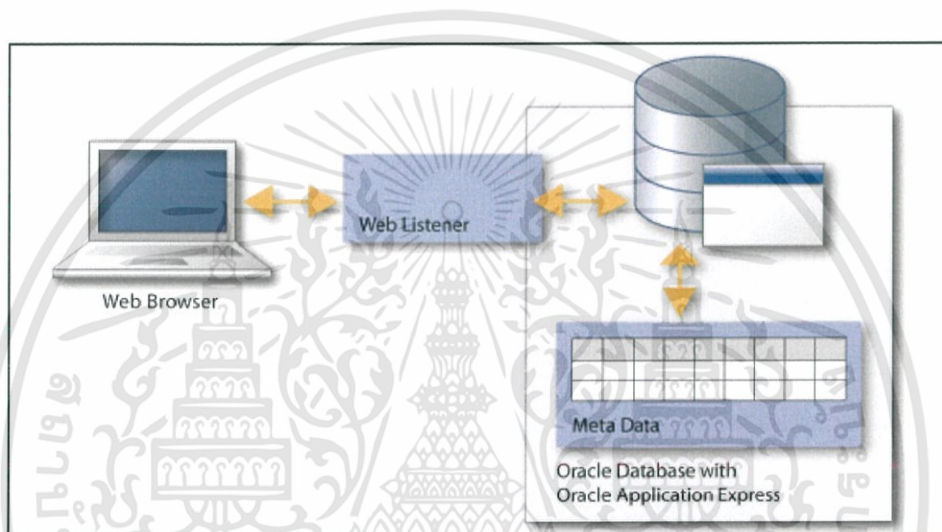 Web Browser
Web Listener
Meta Data
Oracle Database with
Oracle Application Express